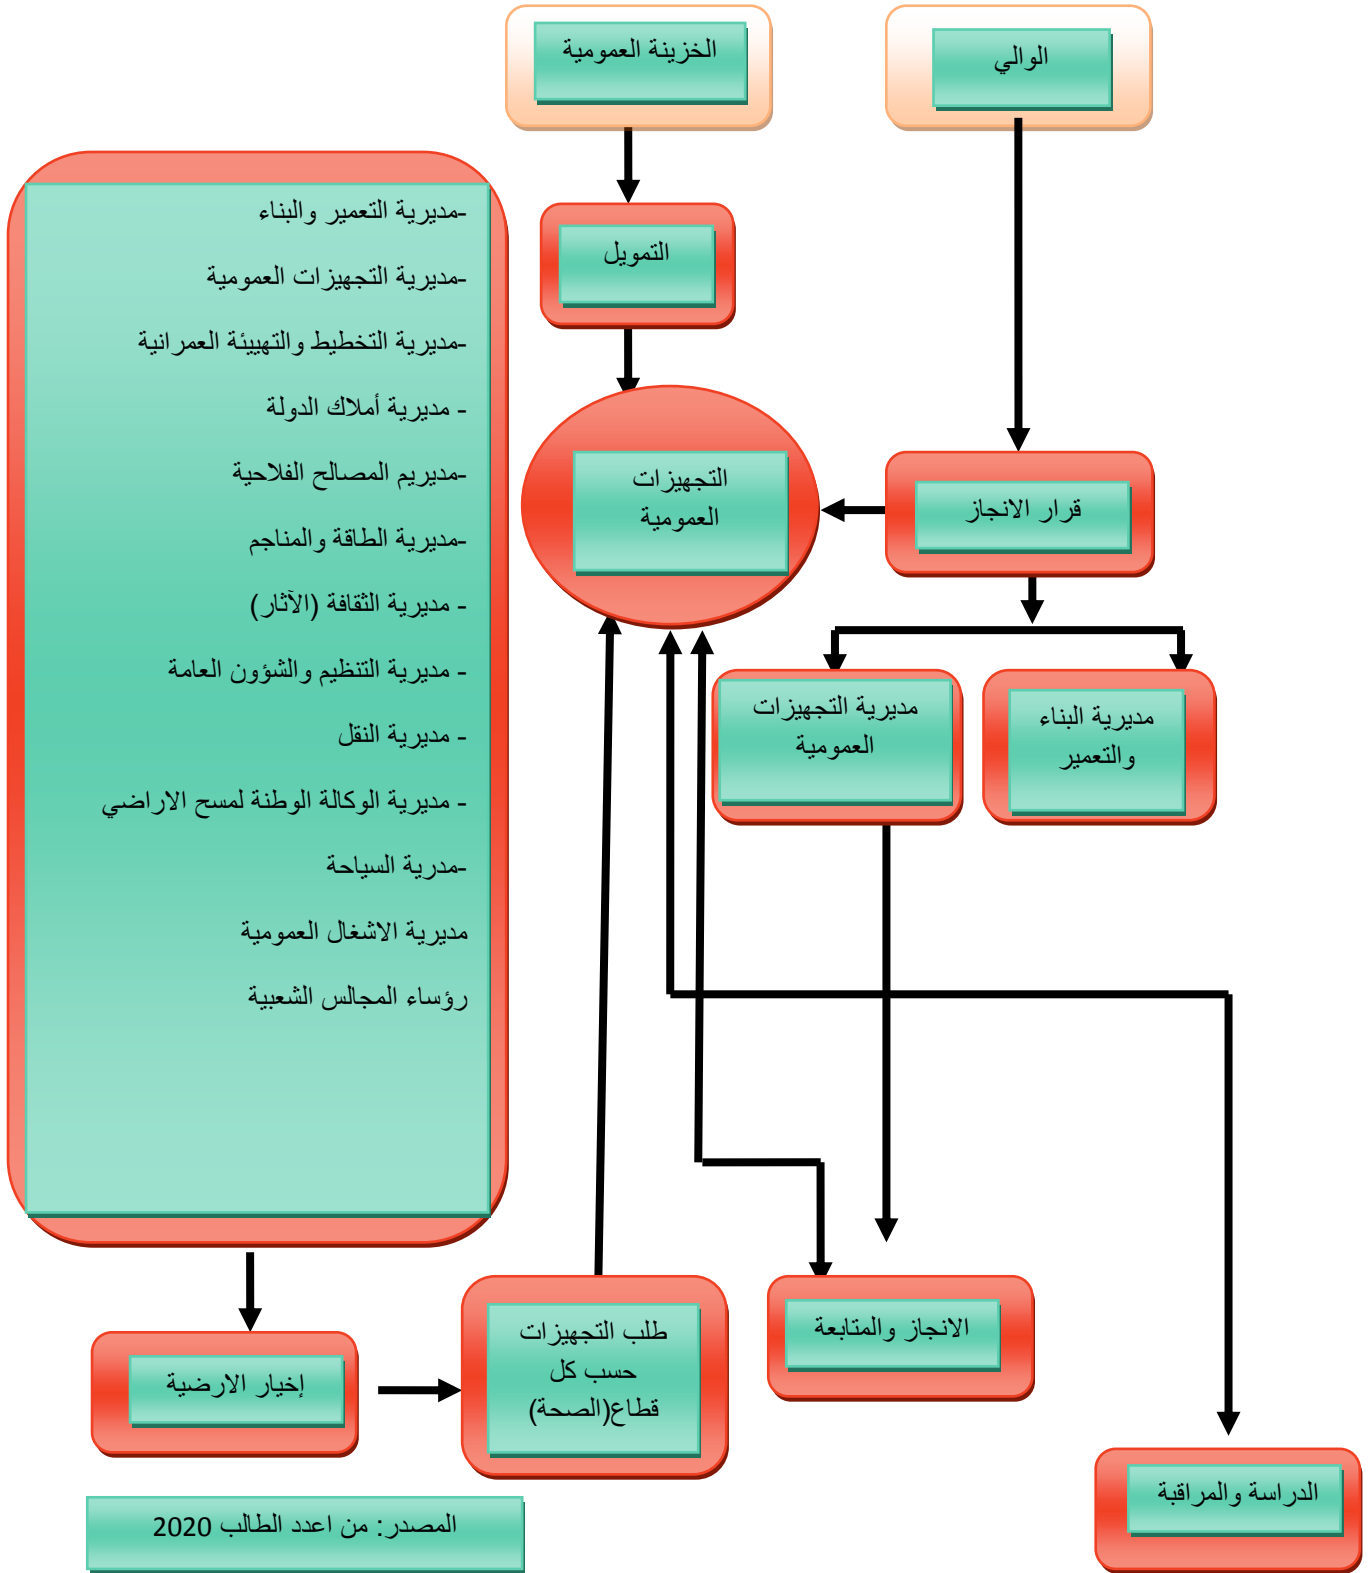 الوالي
الخزينة العمومية
التمويل
-مديرية التعمير والبناء
-مديرية التجهيزات العمومية
-مديرية التخطيط والتهيئة العمرانية
- مديرية أملاك الدولة
-مديريم المصالح الفلاحية
-مديرية الطاقة والمناجم
- مديرية الثقافة (الآثار)
- مديرية التنظيم والشؤون العامة
- مديرية النقل
- مديرية الوكالة الوطنة لمسح الاراضي
-مدرية السياحة
مديرية الاشغال العمومية
رؤساء المجالس الشعبية
قرار الانجاز
التجهيزات
العمومية
مديرية البناء
والتعمير
مديرية التجهيزات
العمومية
الانجاز والمتابعة
طلب التجهيزات
حسب كل
قطاع(الصحة)
إخيار الارضية
الدراسة والمراقبة
المصدر: من اعدد الطالب 2020